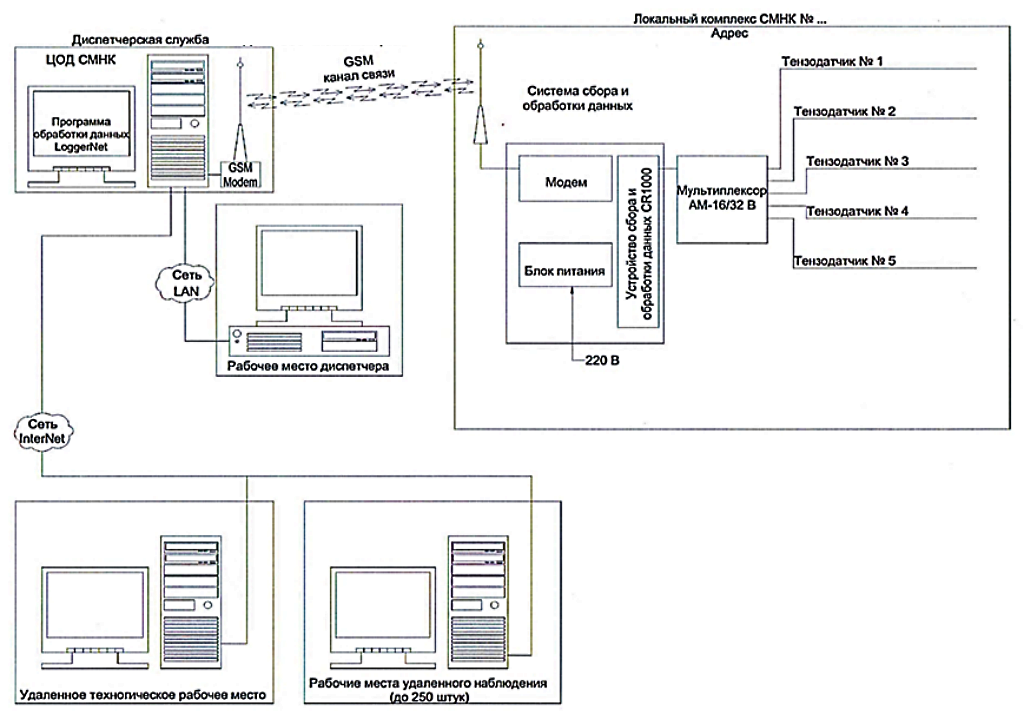 Диспетчерская служба
ЦОД СМНК
Программа
обработки данных
LoggerNet
GSM
Modem
GSM
канал связи
Локальный комплекс СМНК № ...
Адрес
Система сбора и
обработки данных
Модем
Блок питания
Устройство сбора и
обработки данных CR1000
220 В
Мультиплексор
АМ-16/32 В
Тензодатчик № 1
Тензодатчик № 2
Тензодатчик № 3
Тензодатчик № 4
Тензодатчик № 5
Сеть
LAN
Рабочее место диспетчера
Сеть
InterNet
Удаленное техногическое рабочее место
Рабочие места удаленного наблюдения
(до 250 штук)